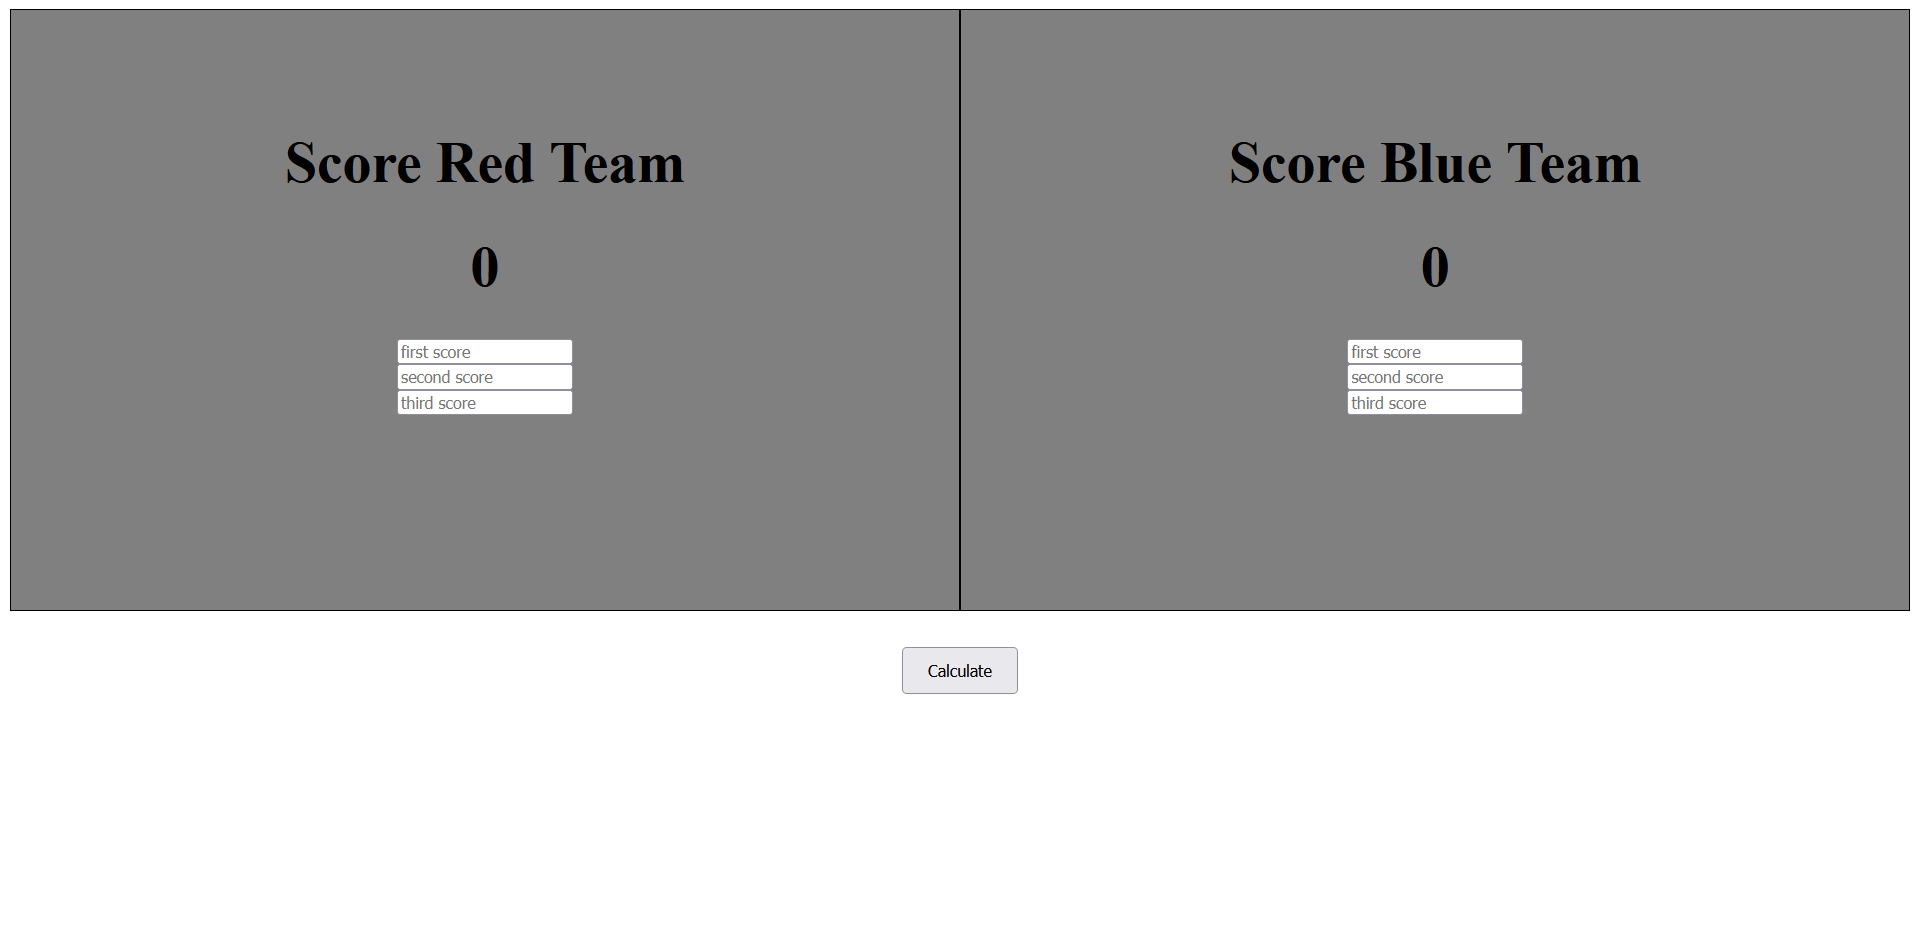 Score Red Team
0
first score
second score
third score
Score Blue Team
0
first score
second score
third score
Calculate